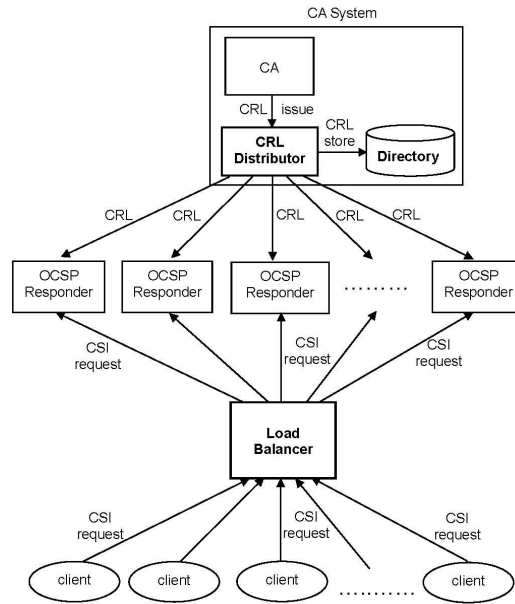 CA System
CA
CRL issue
CRL
Distributor
CRL
store
Directory
CRL
CRL
CRL
CRL
CRL
OCSP
Responder
OCSP
Responder
OCSP
Responder
..........
OCSP
Responder
CSI
request
CSI
request
CSI
request
Load
Balancer
CSI
request
CSI
request
CSI
request
client
client
client
............
client